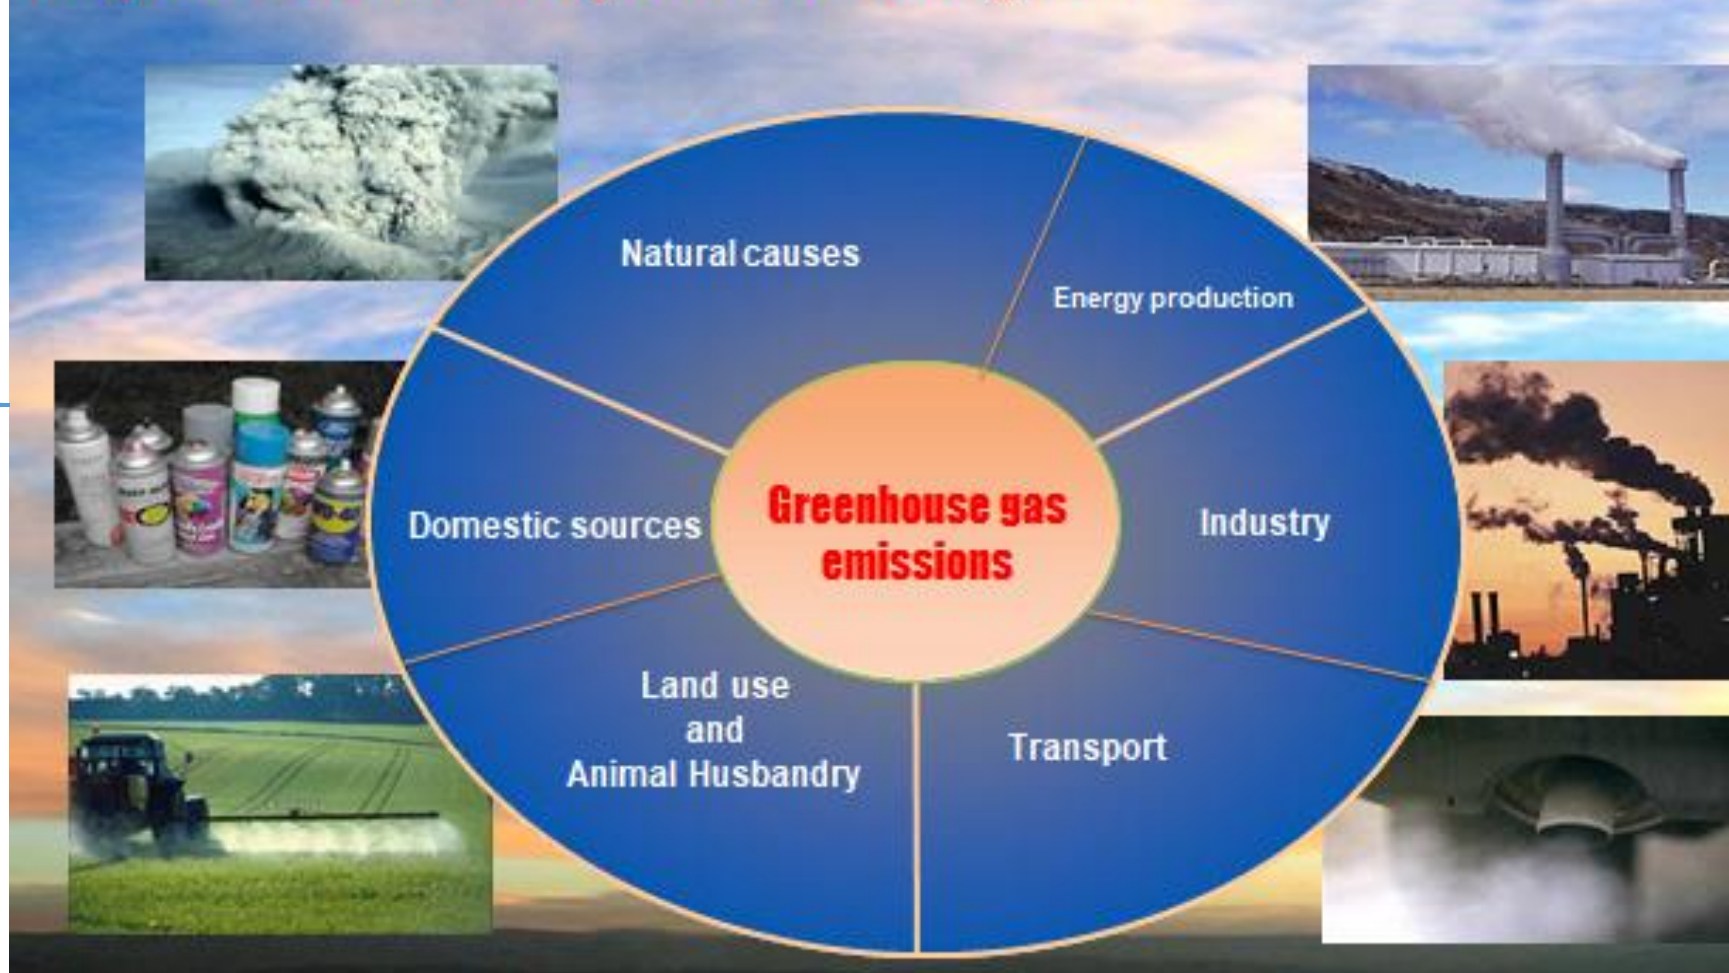 Natural causes
Energy production
Domestic sources
Greenhouse gas
emissions
Industry
Land use
and
Animal Husbandry
Transport